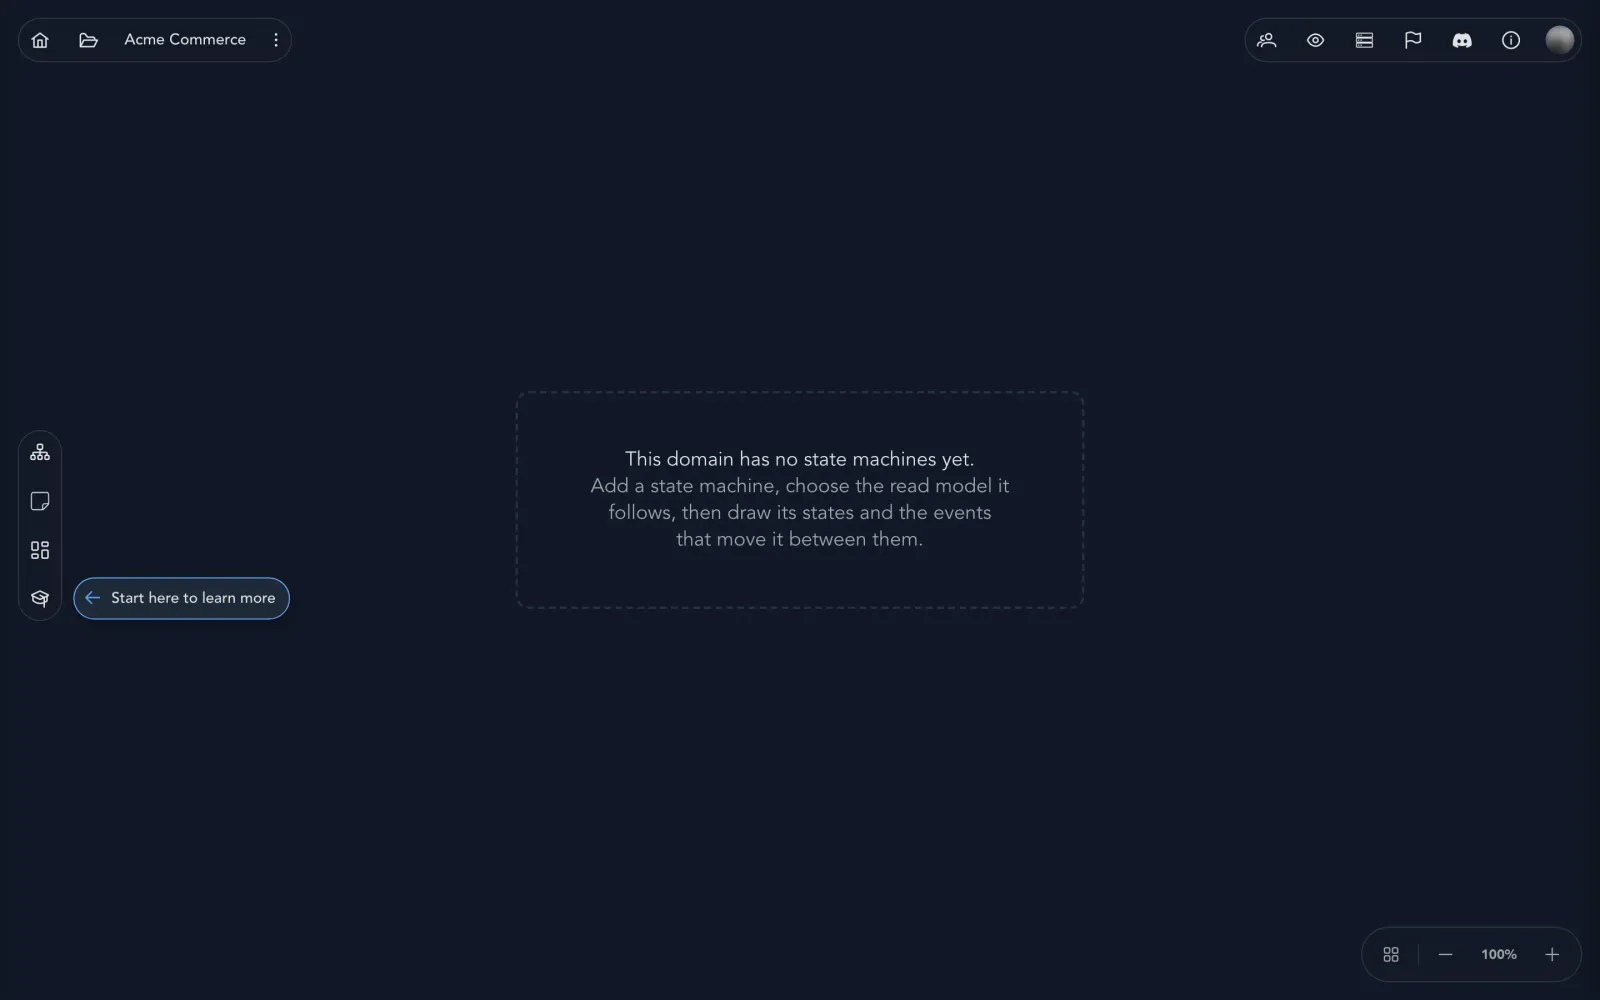 Acme Commerce
This domain has no state machines yet.
Add a state machine, choose the read model it
follows, then draw its states and the events
that move it between them.
Start here to learn more
100%